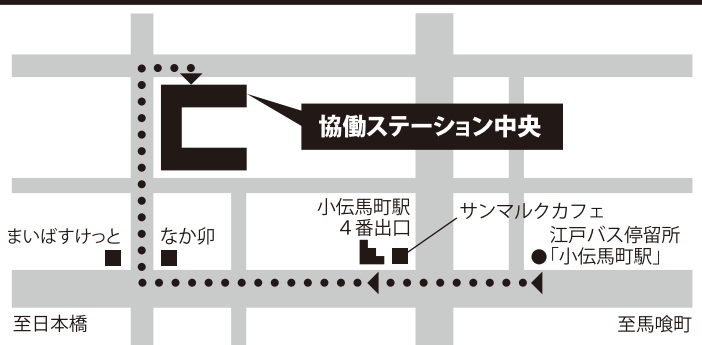 協働ステーション中央
小伝馬町駅
4番出口
サンマルクカフェ
まいばすけっと
なか卯
江戸バス停留所
「小伝馬町駅」
至日本橋
至馬喰町